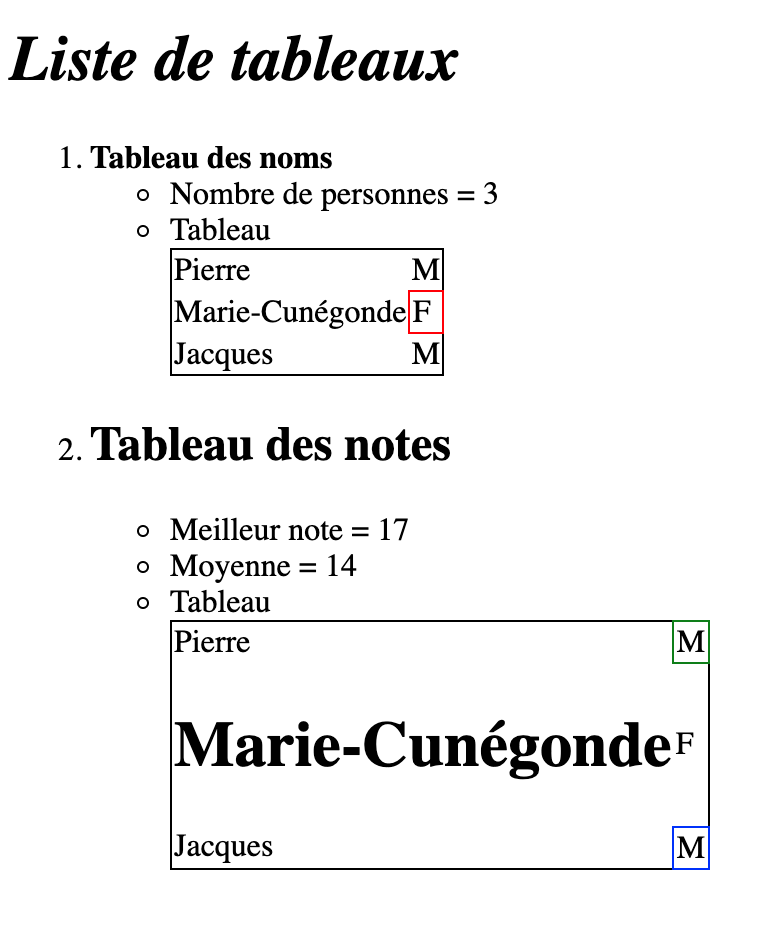 Liste de tableaux
1. Tableau des noms
Nombre de personnes = 3
Tableau
Pierre M
Marie-Cunégonde F
Jacques M
2. Tableau des notes
Meilleur note = 17
Moyenne = 14
Tableau
Pierre M
Marie-Cunégonde F
Jacques M